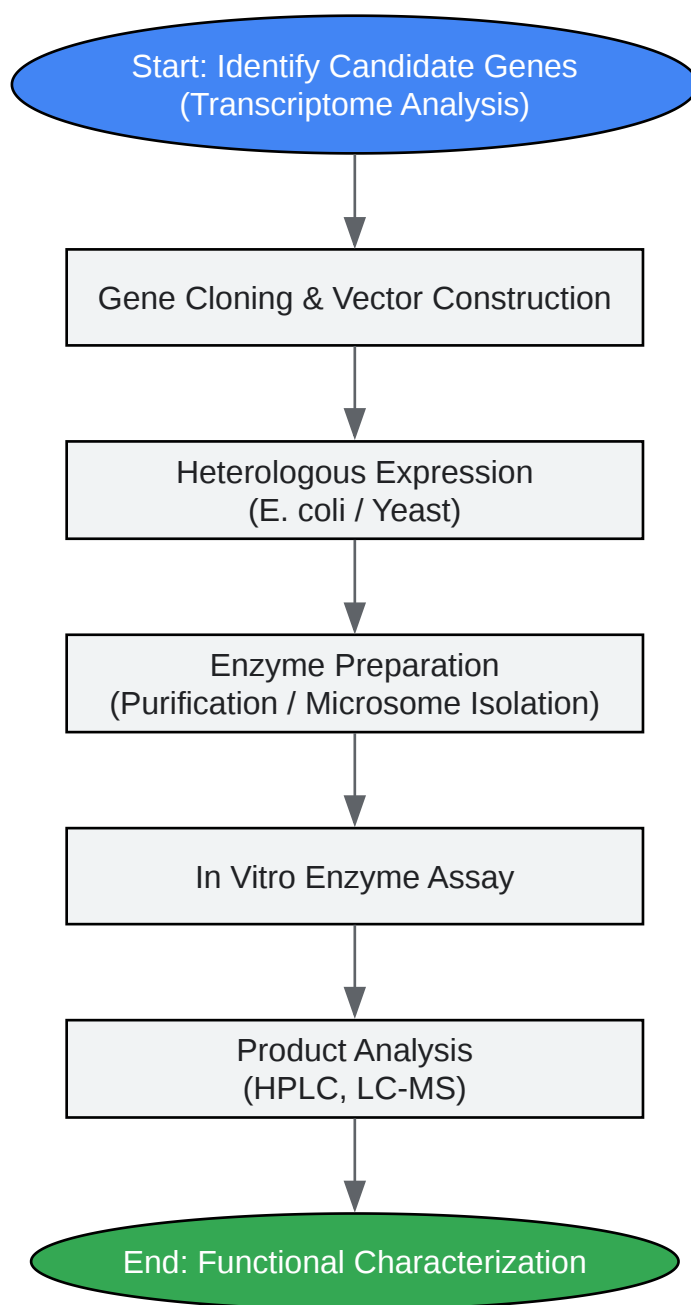 Start: Identify Candidate Genes
(Transcriptome Analysis)
Gene Cloning & Vector Construction
Heterologous Expression
(E. coli / Yeast)
Enzyme Preparation
(Purification / Microsome Isolation)
In Vitro Enzyme Assay
Product Analysis
(HPLC, LC-MS)
End: Functional Characterization